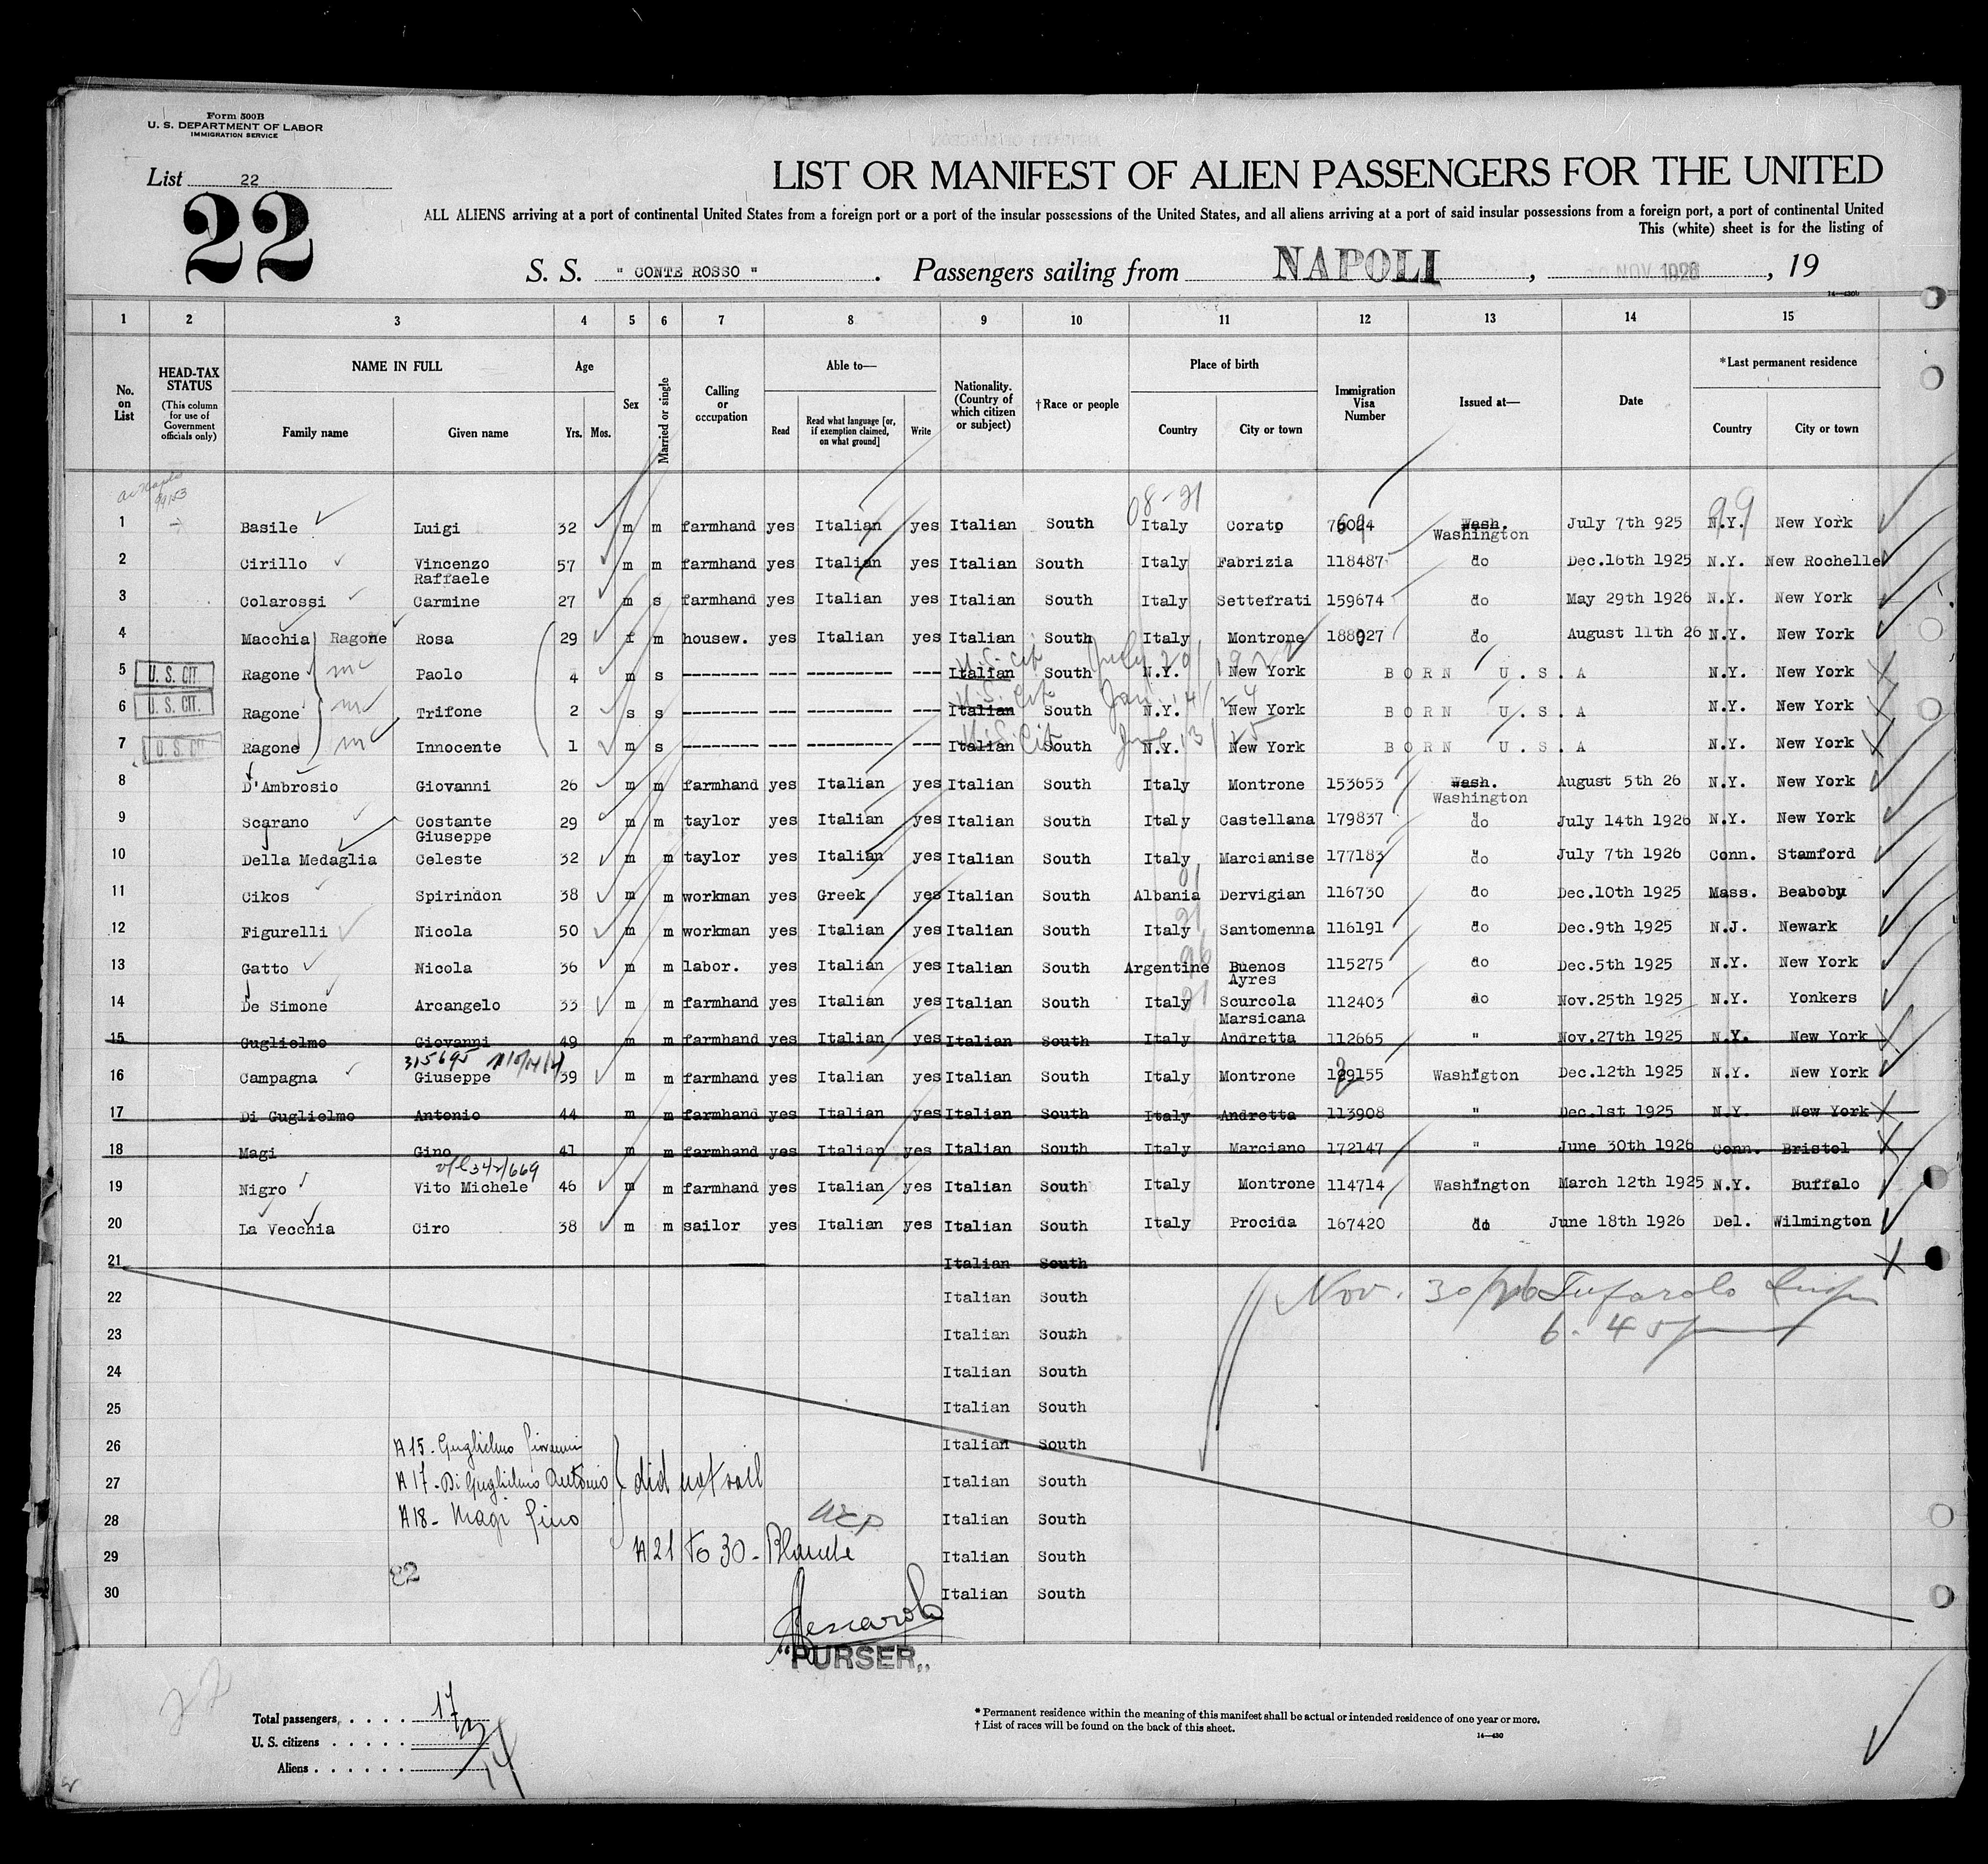 Form 500B
U. S. DEPARTMENT OF LABOR
IMMIGRATION SERVICE
List 22
22
LIST OR MANIFEST OF ALIEN PASSENGERS FOR THE UNITED
ALL ALIENS arriving at a port of continental United States from a foreign port or a port of the insular possessions of the United States, and all aliens arriving at a port of said insular possessions from a foreign port, a port of continental United
This (white) sheet is for the listing of
S. S. " CONTE ROSSO " . Passengers sailing from NAPOLI , NOV 1926 , 19
14—430b
1 2 3 4 5 6 7 8 9 10 11 12 13 14 15
No. on List
HEAD-TAX STATUS (This column for use of Government officials only)
NAME IN FULL
Family name Given name
Age
Yrs. Mos.
Sex
Married or single
Calling or occupation
Able to—
Read Read what language [or, if exemption claimed, on what ground] Write
Nationality. (Country of which citizen or subject)
†Race or people
Place of birth
Country City or town
Immigration Visa Number
Issued at—
Date
*Last permanent residence
Country City or town
99153
08-21
99
1 Basile Luigi 32 m m farmhand yes Italian yes Italian South Italy Corato Wash. Washington July 7th 925 N.Y. New York
2 Cirillo Vincenzo Raffaele 57 m m farmhand yes Italian yes Italian South Italy Fabrizia 118487 do Dec.16th 1925 N.Y. New Rochelle
3 Colarossi Carmine 27 m s farmhand yes Italian yes Italian South Italy Settefrati 159674 do May 29th 1926 N.Y. New York
4 Macchia Ragone Rosa 29 f m housew. yes Italian yes Italian South Italy Montrone 188927 do August 11th 26 N.Y. New York
5 U. S. CIT. Ragone Paolo 4 m s -------- --- --------- --- Italian U.S. Cit South N.Y. New York BORN U.S.A N.Y. New York
6 U. S. CIT. Ragone Trifone 2 s s -------- --- --------- --- Italian U.S. Cit South Jan. 14/24 N.Y. New York BORN U.S.A N.Y. New York
7 U. S. CIT Ragone Innocente 1 m s -------- --- --------- --- Italian U.S. Cit South N.Y. New York BORN U.S.A N.Y. New York
8 D'Ambrosio Giovanni 26 m m farmhand yes Italian yes Italian South Italy Montrone 153653 Wash. Washington August 5th 26 N.Y. New York
9 Scarano Costante Giuseppe 29 m m taylor yes Italian yes Italian South Italy Castellana 179837 do July 14th 1926 N.Y. New York
10 Della Medaglia Celeste 32 m m taylor yes Italian yes Italian South Italy Marcianise 177183 do July 7th 1926 Conn. Stamford
11 Cikos Spirindon 38 m m workman yes Greek yes Italian South Albania Dervigian 116730 do Dec.10th 1925 Mass. Beaboby
12 Figurelli Nicola 50 m m workman yes Italian yes Italian South Italy Santomenna 116191 do Dec.9th 1925 N.J. Newark
13 Gatto Nicola 36 m m labor. yes Italian yes Italian South Argentine Buenos Ayres 115275 do Dec.5th 1925 N.Y. New York
14 De Simone Arcangelo 33 m m farmhand yes Italian yes Italian South Italy Scurcola Marsicana 112403 do Nov.25th 1925 N.Y. Yonkers
15 Guglielmo Giovanni 49 m m farmhand yes Italian yes Italian South Italy Andretta 112665 " Nov.27th 1925 N.Y. New York
315695
16 Campagna Giuseppe 39 m m farmhand yes Italian yes Italian South Italy Montrone Washington Dec.12th 1925 N.Y. New York
17 Di Guglielmo Antonio 44 m m farmhand yes Italian yes Italian South Italy Andretta 113908 " Dec.1st 1925 N.Y. New York
18 Magi Gino 41 m m farmhand yes Italian yes Italian South Italy Marciano 172147 " June 30th 1926 Conn. Bristol
19 Nigro Vito Michele 46 m m farmhand yes Italian yes Italian South Italy Montrone 114714 Washington March 12th 1925 N.Y. Buffalo
20 La Vecchia Ciro 38 m m sailor yes Italian yes Italian South Italy Procida 167420 do June 18th 1926 Del. Wilmington
21 Italian South
22 Italian South Nov. 30/26 Tufarolo
23 Italian South 6.45 pm
24 Italian South
25 Italian South
26 A15 - Guglielmo Giovanni Italian South
27 A17 - Di Guglielmo Antonio did not sail Italian South
28 A18 - Magi Gino Italian South
29 A21 to 30 - Blanche Italian South
30 Italian South
22
"PURSER"
Total passengers . . . . 17
U. S. citizens . . . . . 3
Aliens . . . . . . 14
* Permanent residence within the meaning of this manifest shall be actual or intended residence of one year or more.
† List of races will be found on the back of this sheet.
14—430